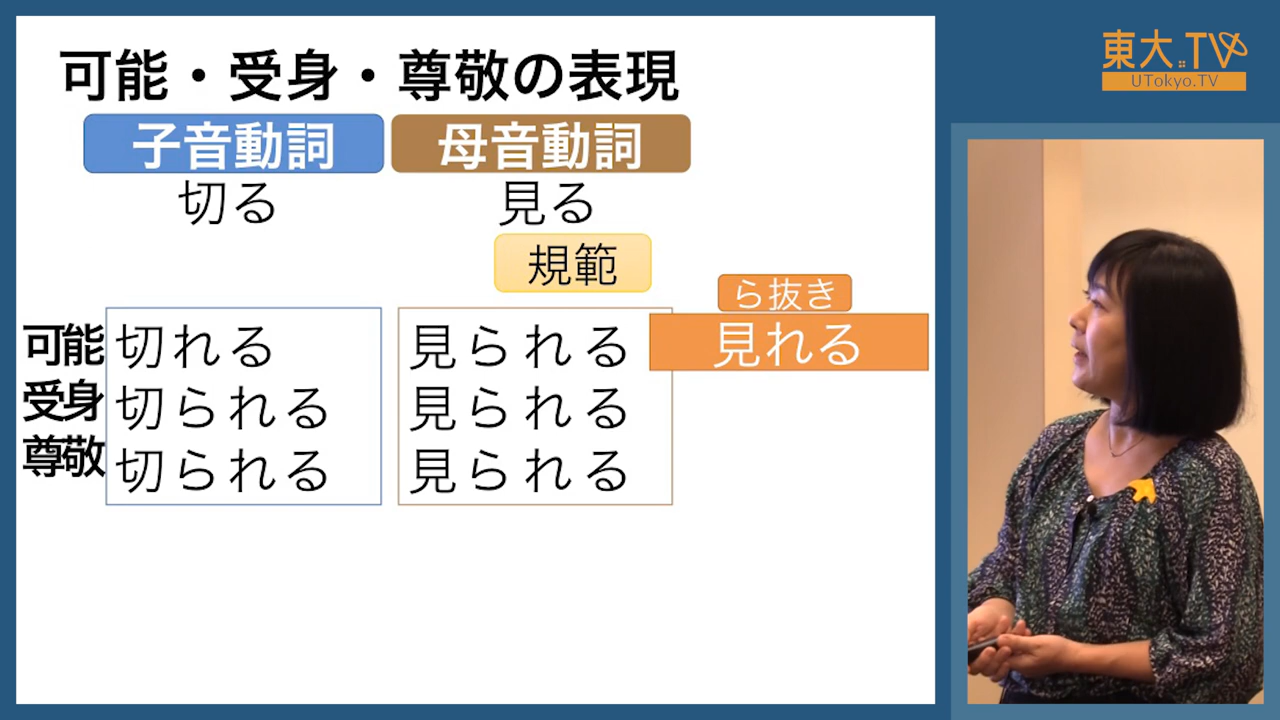 可能・受身・尊敬の表現
子音動詞 母音動詞
切る 見る
規範
ら抜き
可能 切れる 見られる 見れる
受身 切られる 見られる
尊敬 切られる 見られる
東大TV
UTokyo.TV